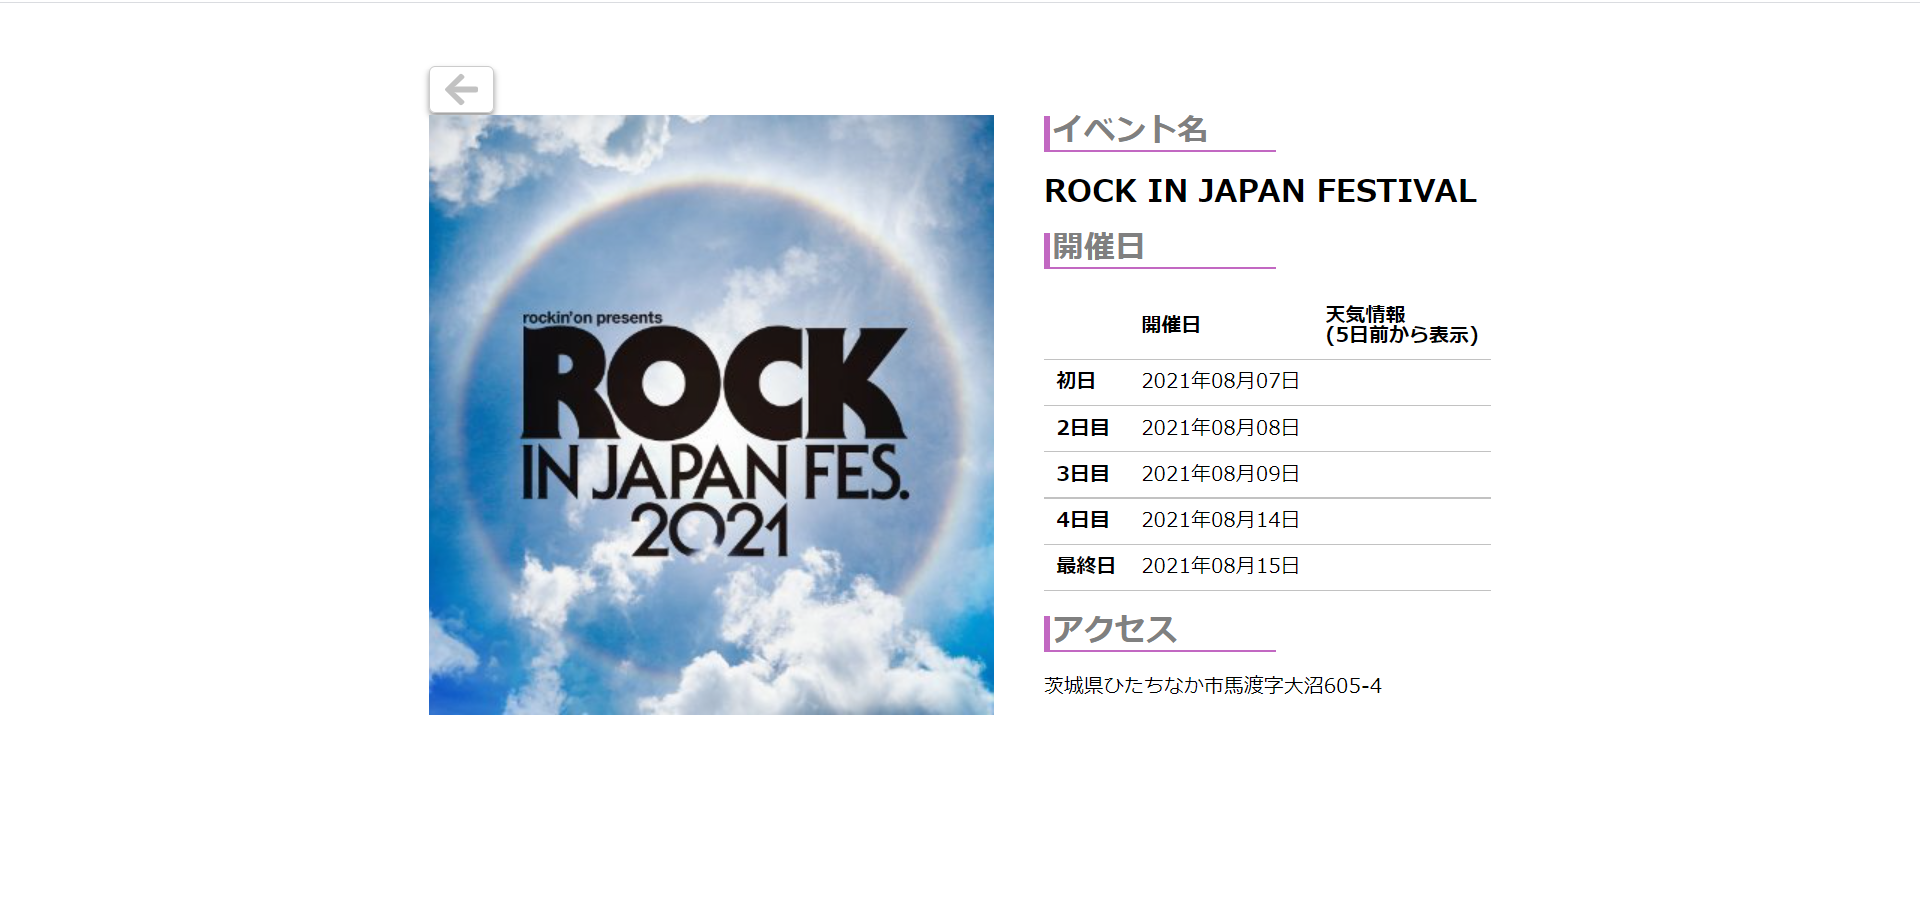 rockin'on presents
ROCK
IN JAPAN FES.
2021
イベント名
ROCK IN JAPAN FESTIVAL
開催日
開催日 天気情報
(5日前から表示)
初日 2021年08月07日
2日目 2021年08月08日
3日目 2021年08月09日
4日目 2021年08月14日
最終日 2021年08月15日
アクセス
茨城県ひたちなか市馬渡字大沼605-4